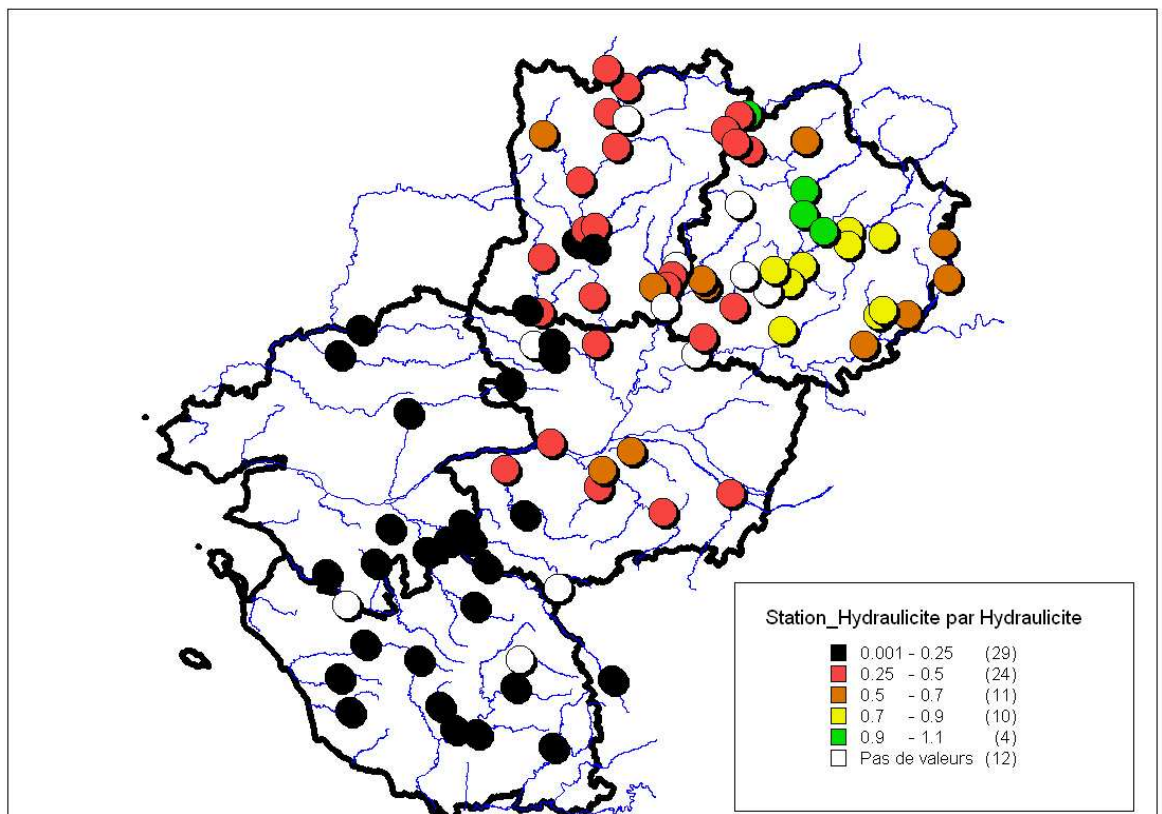 Station_Hydraulicite par Hydraulicite
0.001 - 0.25 (29)
0.25 - 0.5 (24)
0.5 - 0.7 (11)
0.7 - 0.9 (10)
0.9 - 1.1 (4)
Pas de valeurs (12)